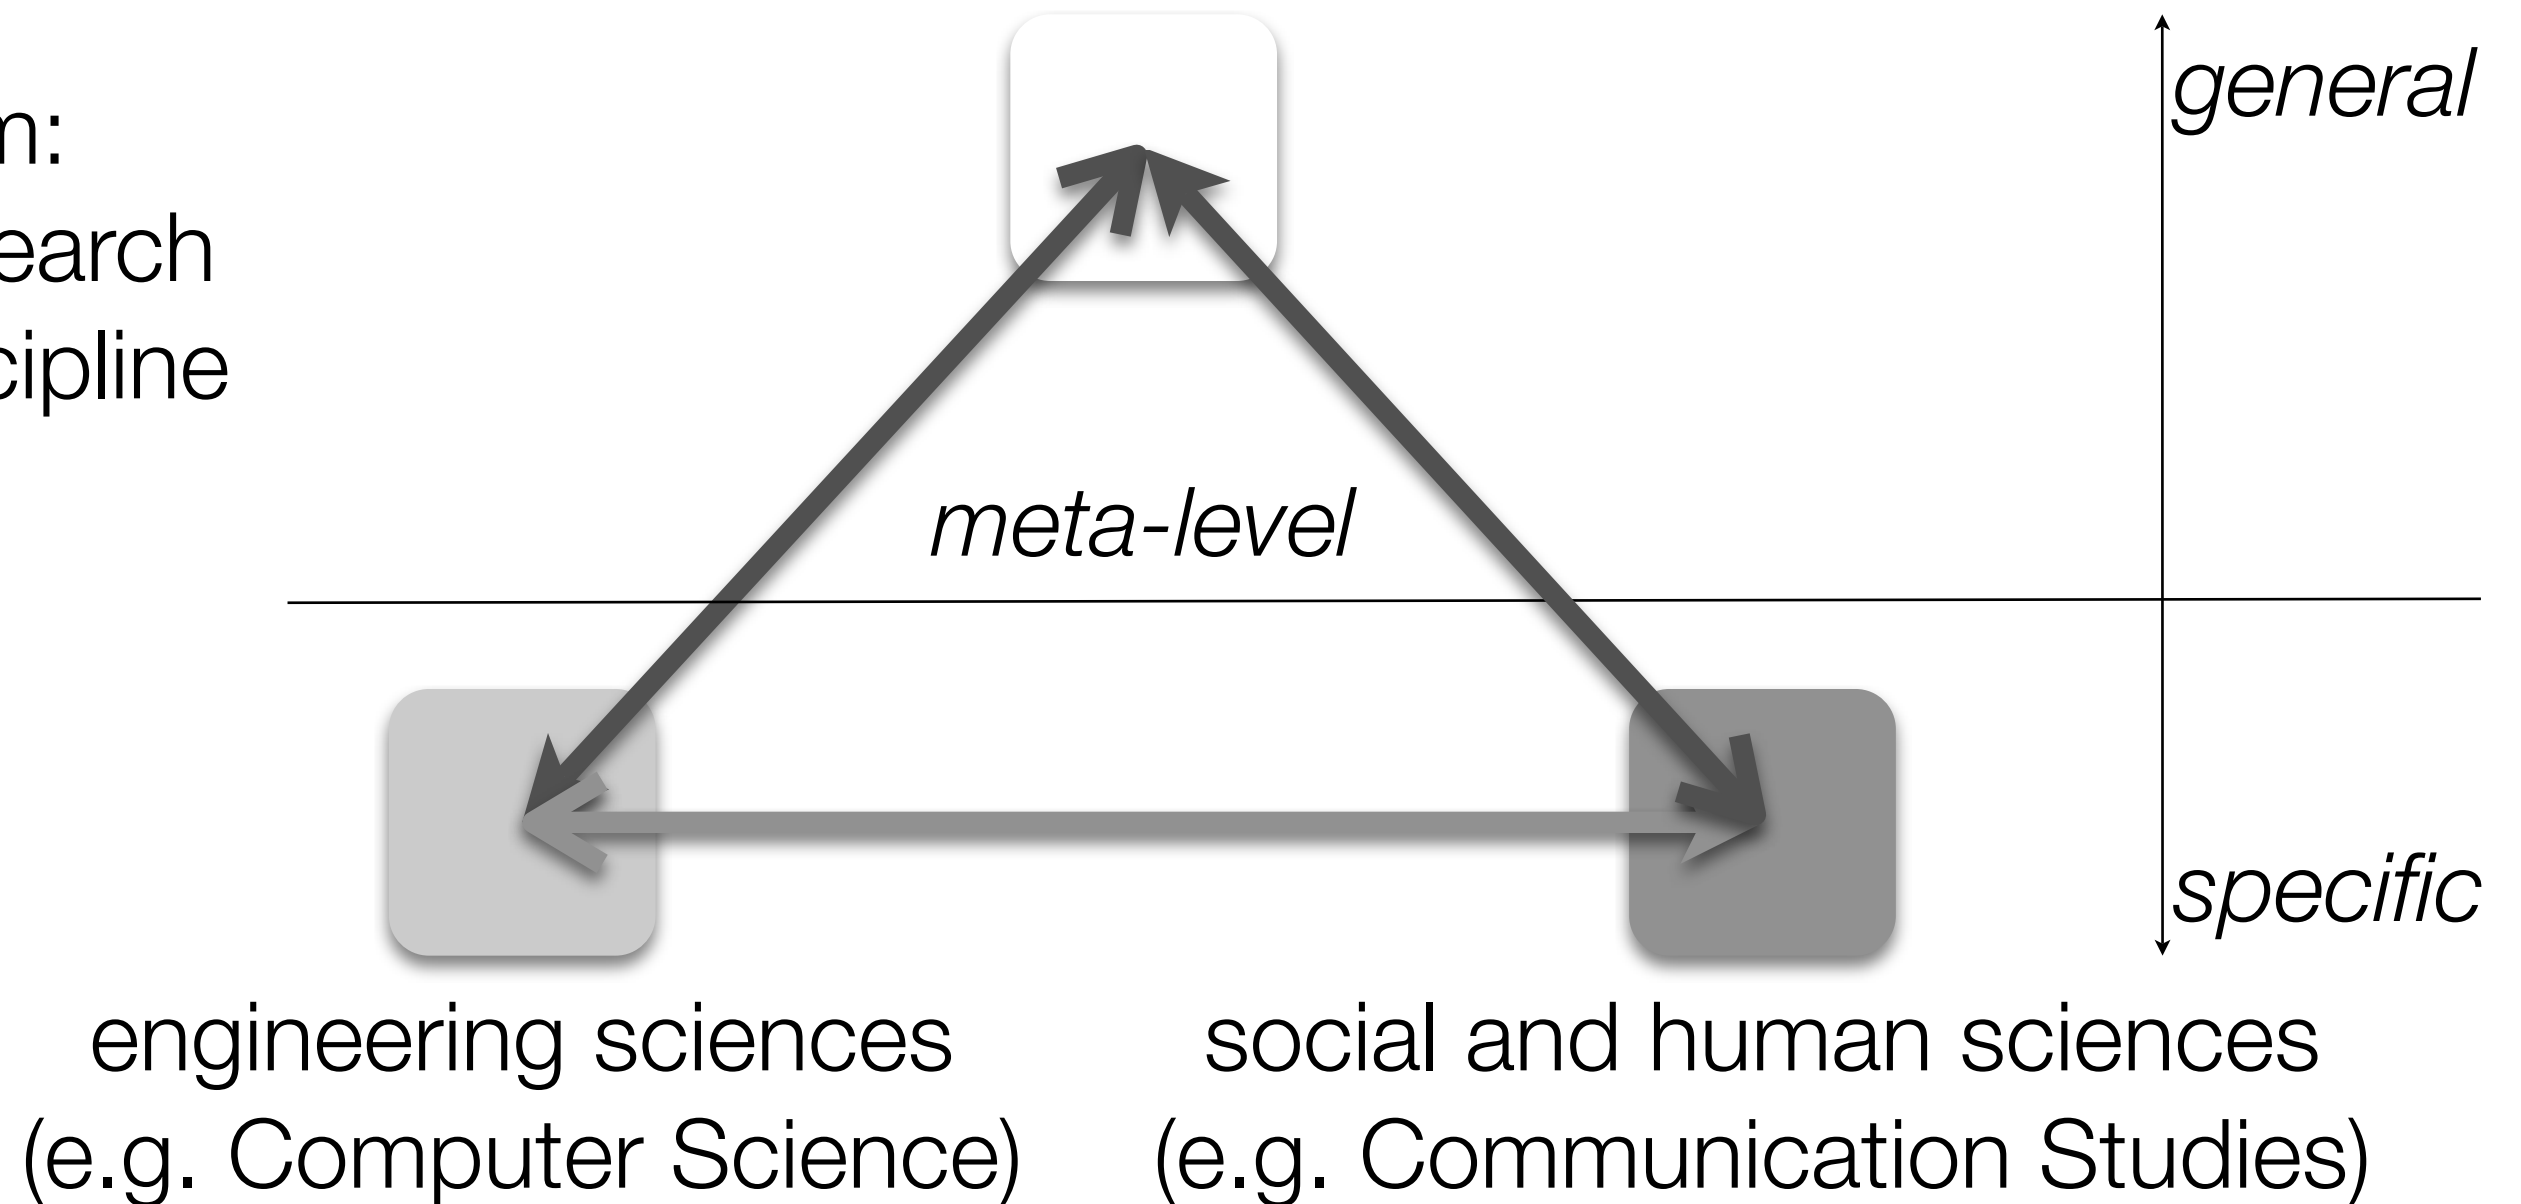 general
m:
earch
cipline
meta-level
specific
engineering sciences
(e.g. Computer Science)
social and human sciences
(e.g. Communication Studies)